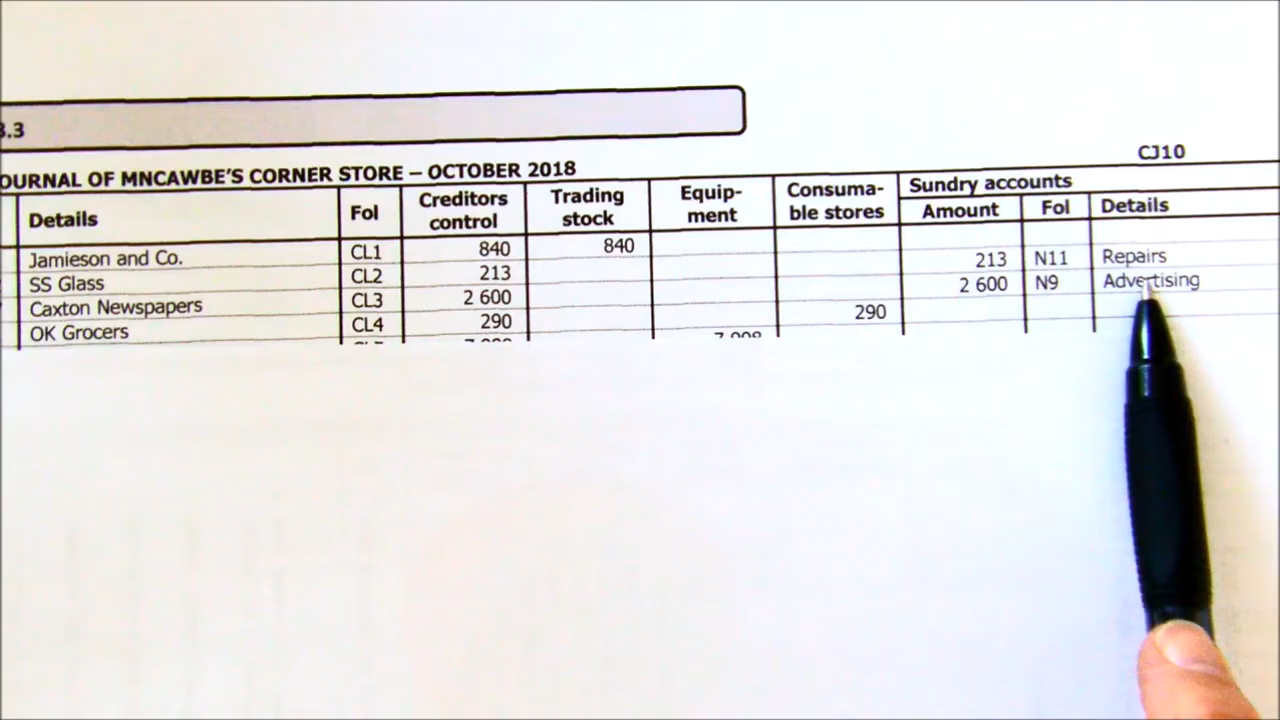 3.3
CJ10
OURNAL OF MNCAWBE'S CORNER STORE – OCTOBER 2018
Details Fol Creditors control Trading stock Equip-ment Consuma-ble stores Sundry accounts
Amount Fol Details
Jamieson and Co. CL1 840 840
SS Glass CL2 213 213 N11 Repairs
Caxton Newspapers CL3 2 600 2 600 N9 Advertising
OK Grocers CL4 290 290